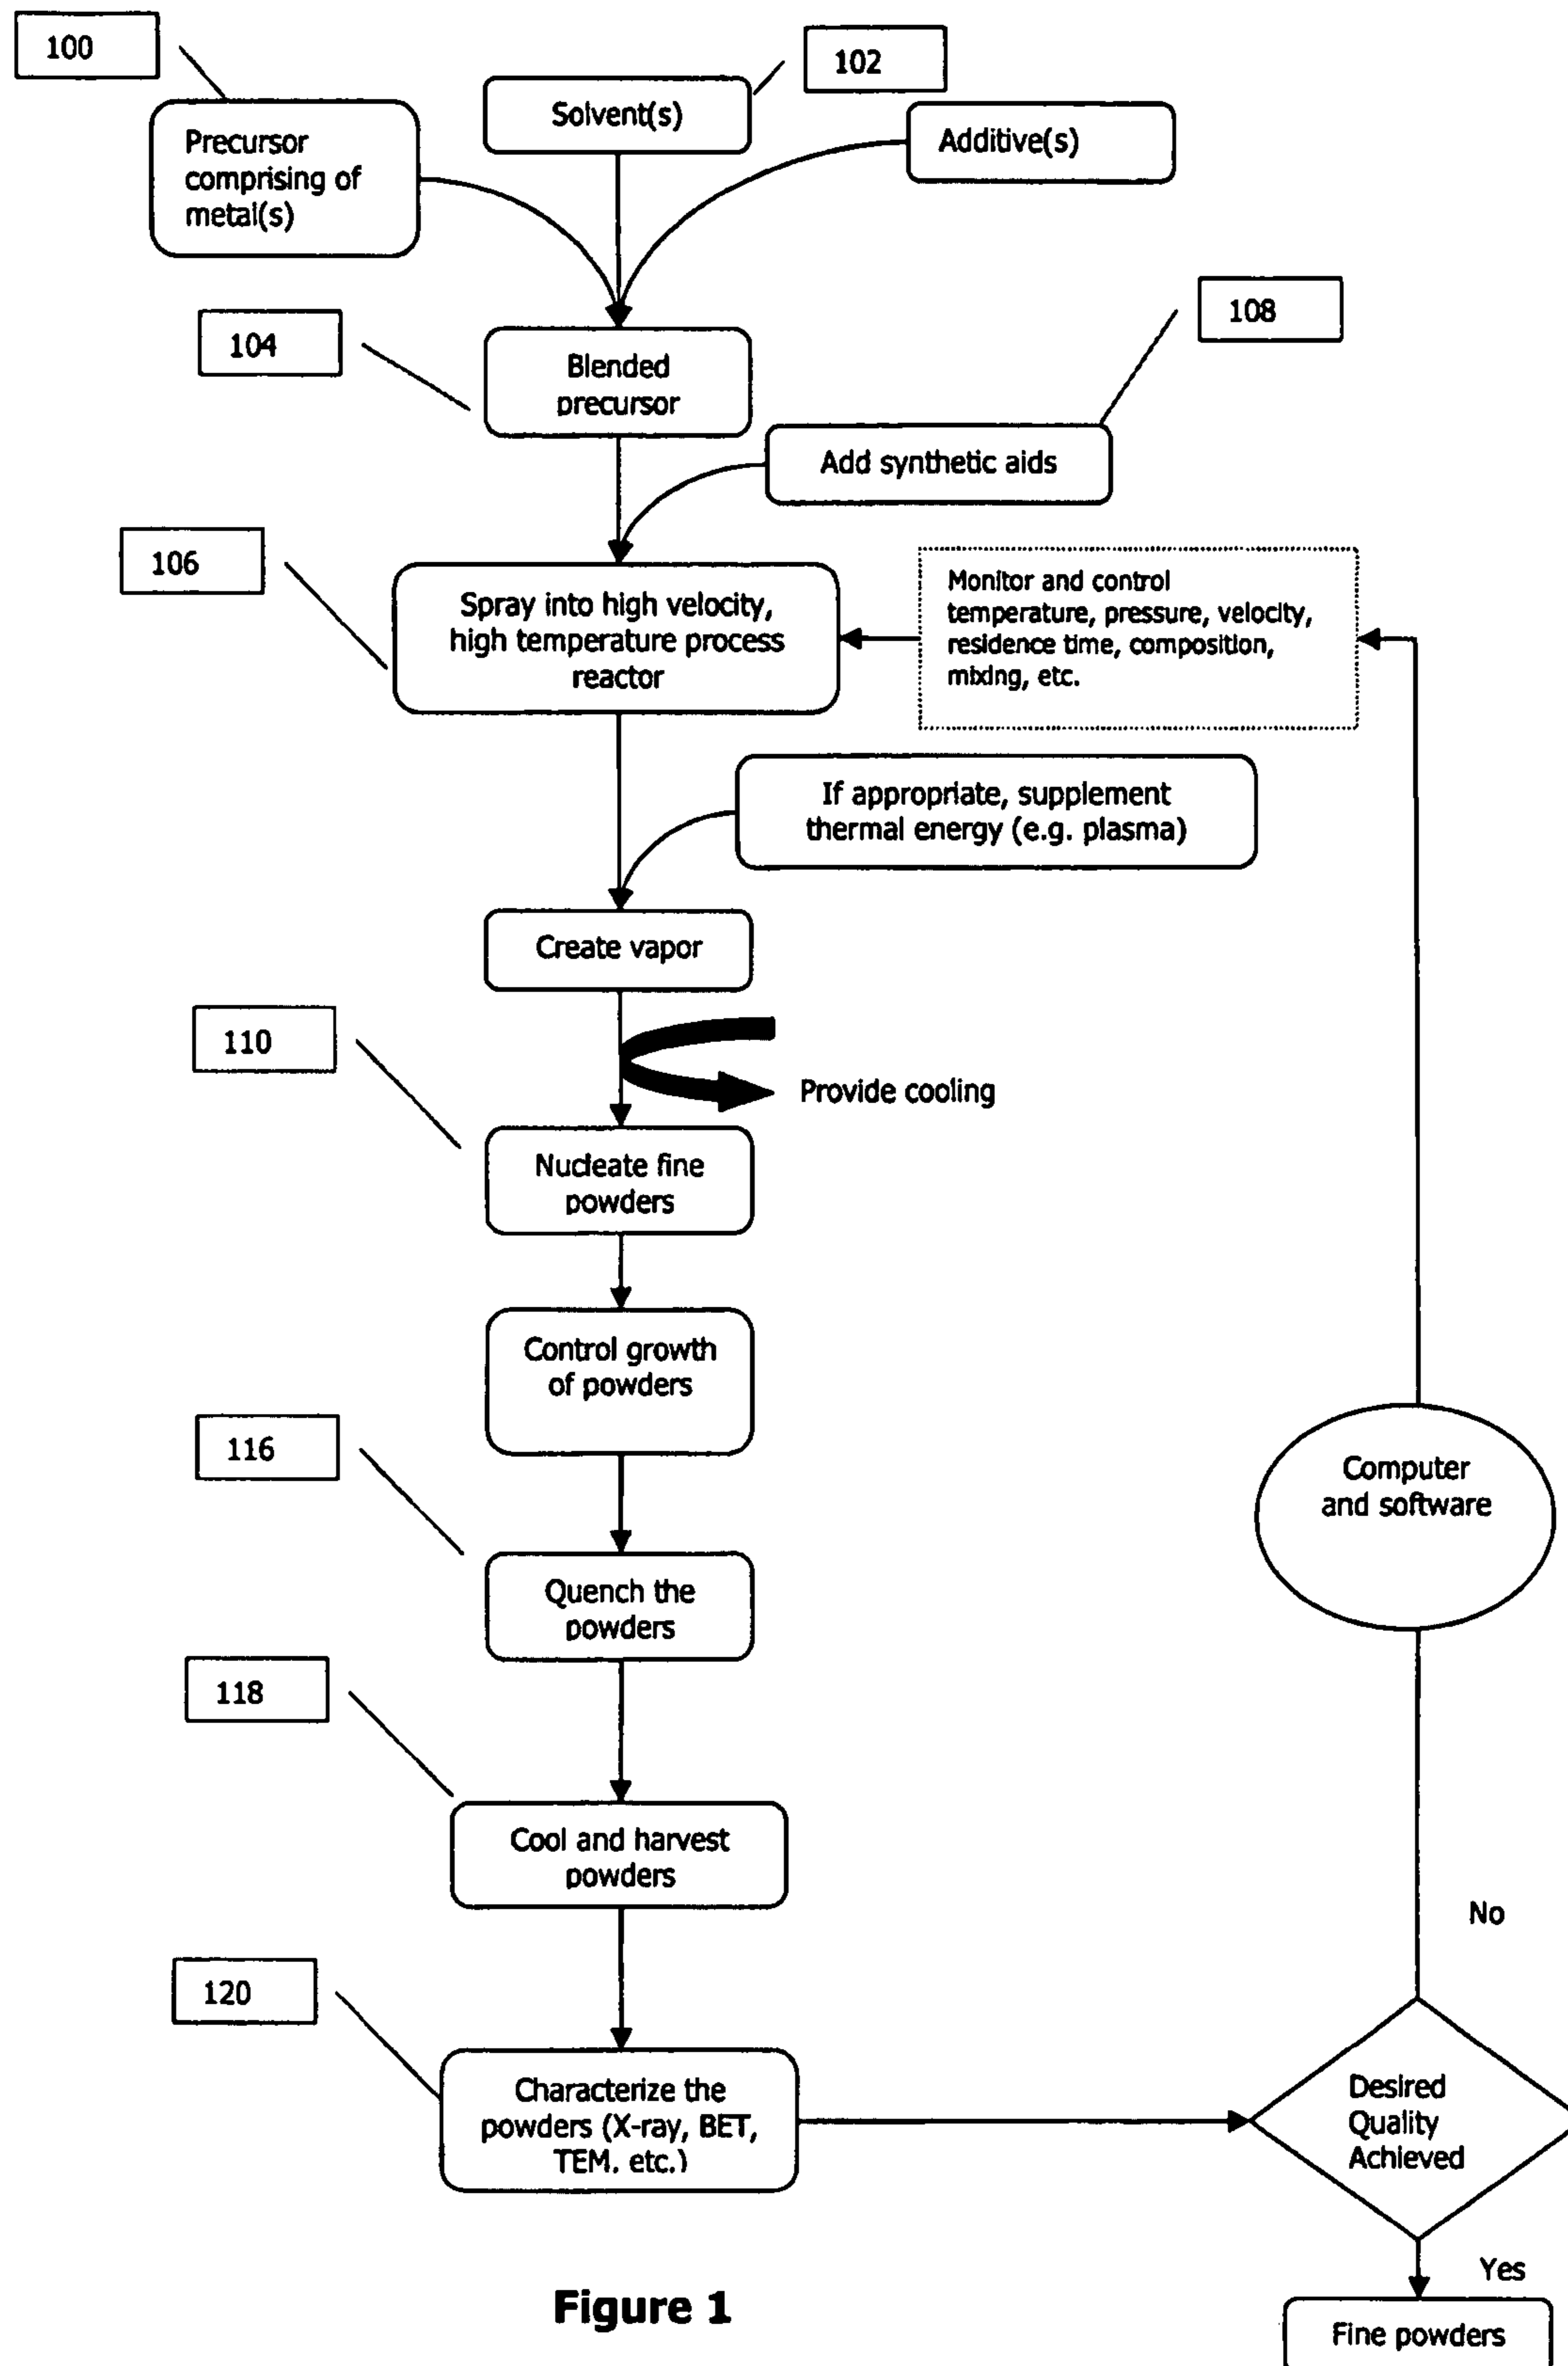 100
102
Solvent(s)
Precursor
comprising of
metal(s)
Additive(s)
104
Blended
precursor
108
Add synthetic aids
106
Spray into high velocity,
high temperature process
reactor
Monitor and control
temperature, pressure, velocity,
residence time, composition,
mixing, etc.
If appropriate, supplement
thermal energy (e.g. plasma)
Create vapor
110
Provide cooling
Nucleate fine
powders
Control growth
of powders
116
Computer
and software
Quench the
powders
118
Cool and harvest
powders
No
120
Characterize the
powders (X-ray, BET,
TEM. etc.)
Desired
Quality
Achieved
Yes
Figure 1
Fine powders